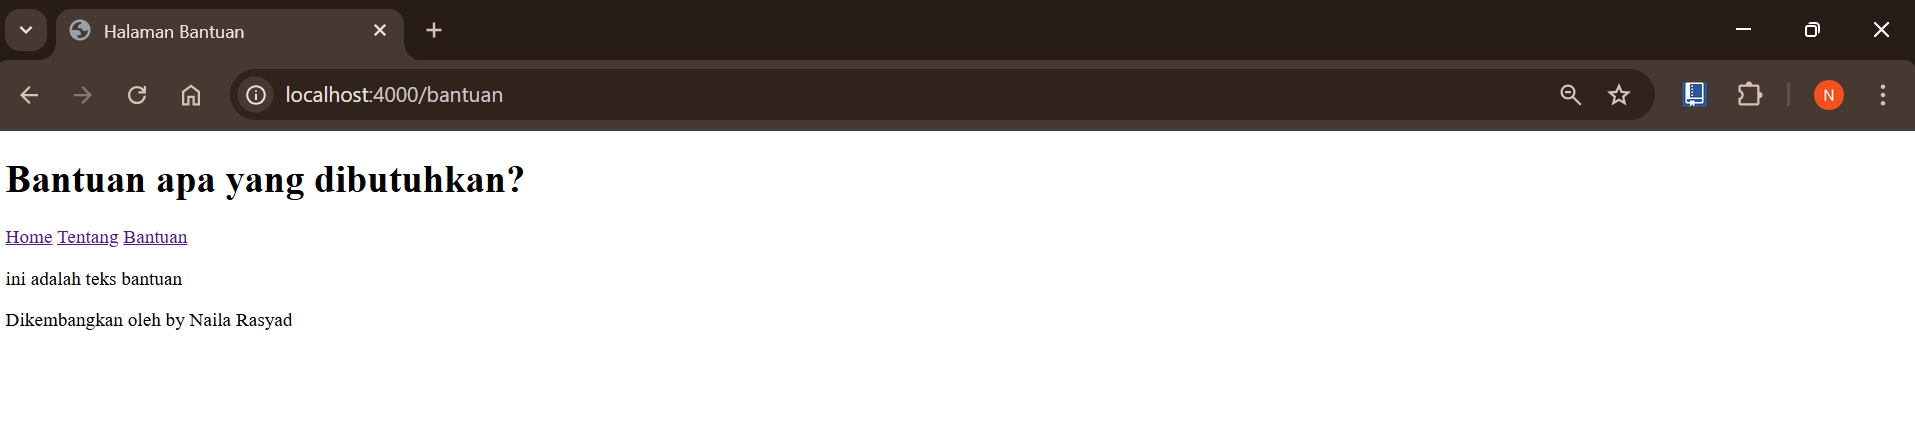 Halaman Bantuan
localhost:4000/bantuan
N
Bantuan apa yang dibutuhkan?
Home Tentang Bantuan
ini adalah teks bantuan
Dikembangkan oleh by Naila Rasyad